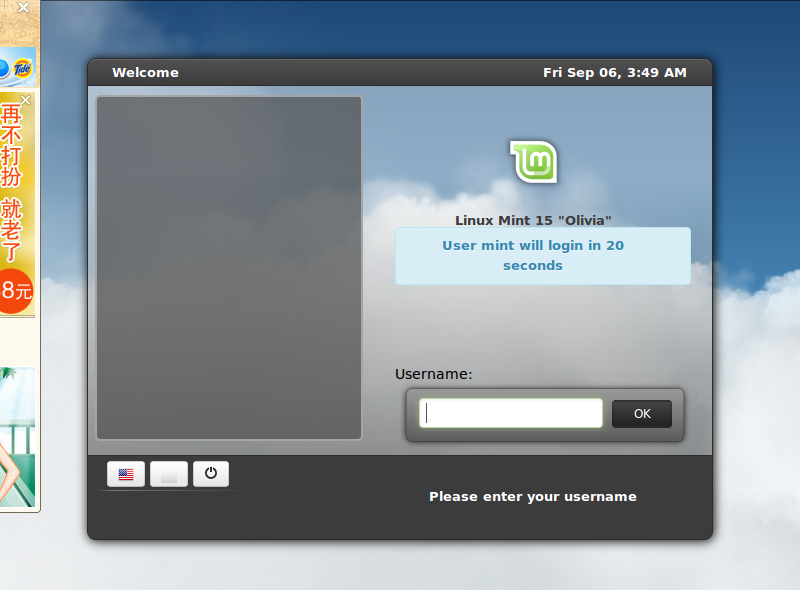 Welcome
Fri Sep 06, 3:49 AM
Tide
再不打扮
就老了
8元
Linux Mint 15 "Olivia"
User mint will login in 20
seconds
Username:
OK
Please enter your username